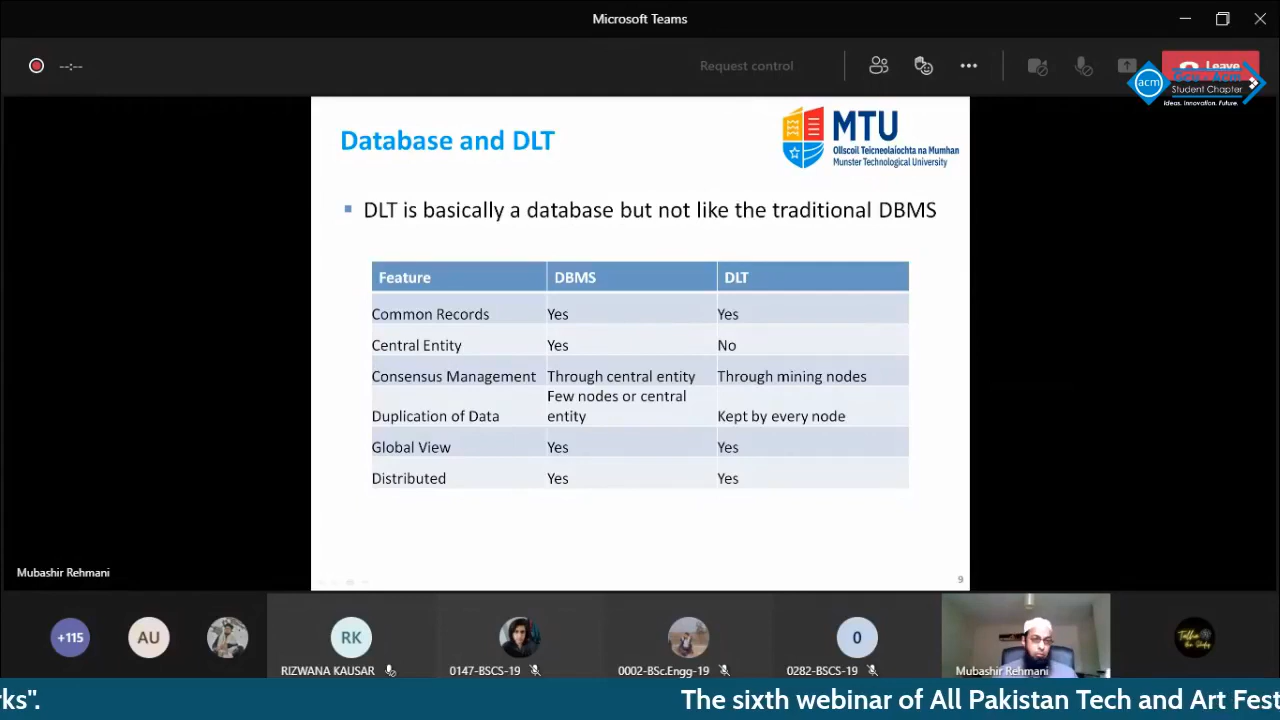 Microsoft Teams
--:--
Request control
Leave
acm
Student Chapter
Ideas. Innovation. Future.
Database and DLT
MTU
Ollscoil Teicneolaíochta na Mumhan
Munster Technological University
▪ DLT is basically a database but not like the traditional DBMS
Feature DBMS DLT
Common Records Yes Yes
Central Entity Yes No
Consensus Management Through central entity Through mining nodes
Duplication of Data Few nodes or central entity Kept by every node
Global View Yes Yes
Distributed Yes Yes
9
Mubashir Rehmani
+115
AU
RK
RIZWANA KAUSAR
0147-BSCS-19
0002-BSc.Engg-19
0
0282-BSCS-19
Mubashir Rehmani
rks". The sixth webinar of All Pakistan Tech and Art Fest